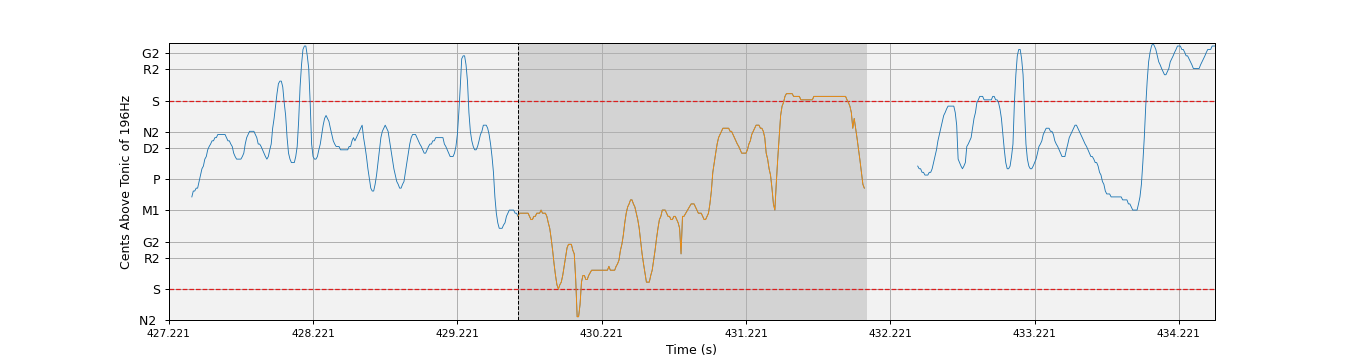 G2
R2
S
N2
D2
P
M1
G2
R2
S
N2
Cents Above Tonic of 196Hz
427.221 428.221 429.221 430.221 431.221 432.221 433.221 434.221
Time (s)